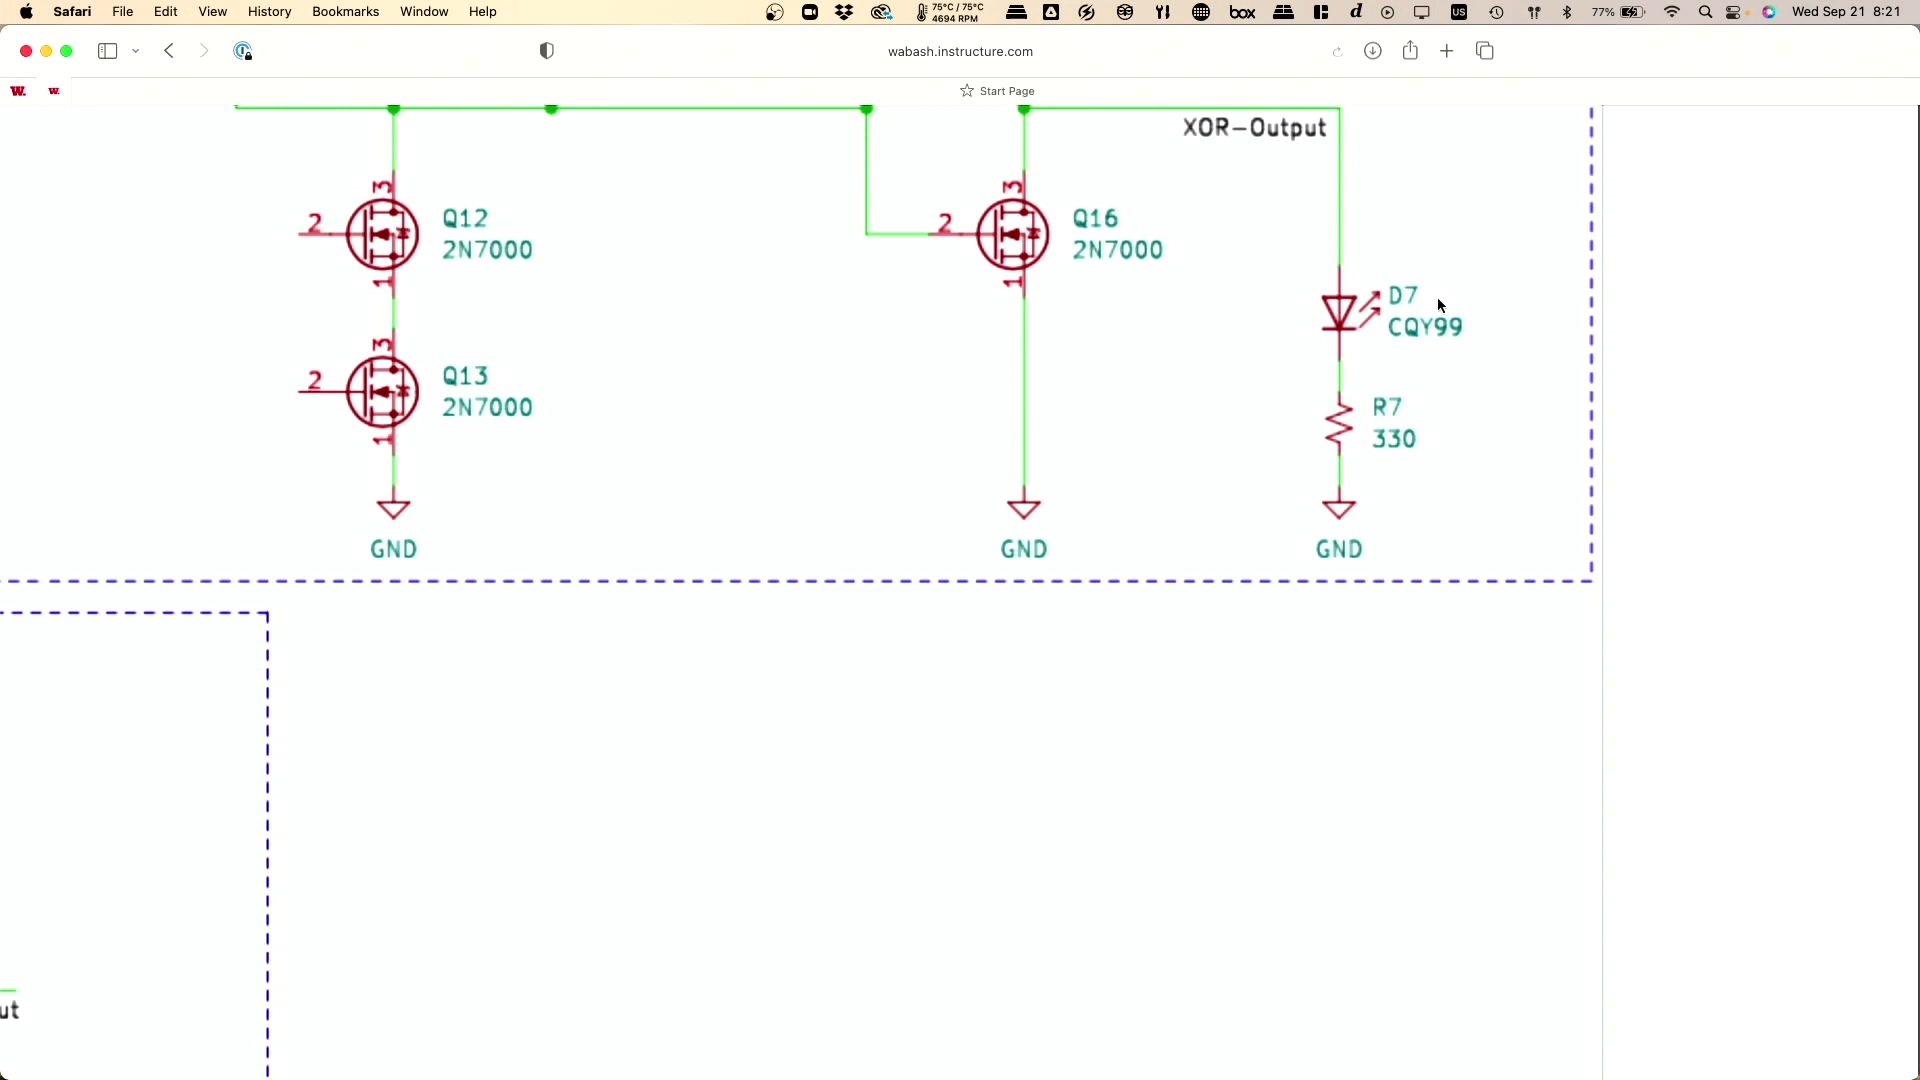 Safari File Edit View History Bookmarks Window Help
75°C / 75°C
4694 RPM
box
d
US
77%
Wed Sep 21 8:21
wabash.instructure.com
W.
W.
Start Page
XOR-Output
3
2
Q12
2N7000
1
3
2
Q16
2N7000
1
D7
CQY99
3
2
Q13
2N7000
1
R7
330
GND
GND
GND
ut